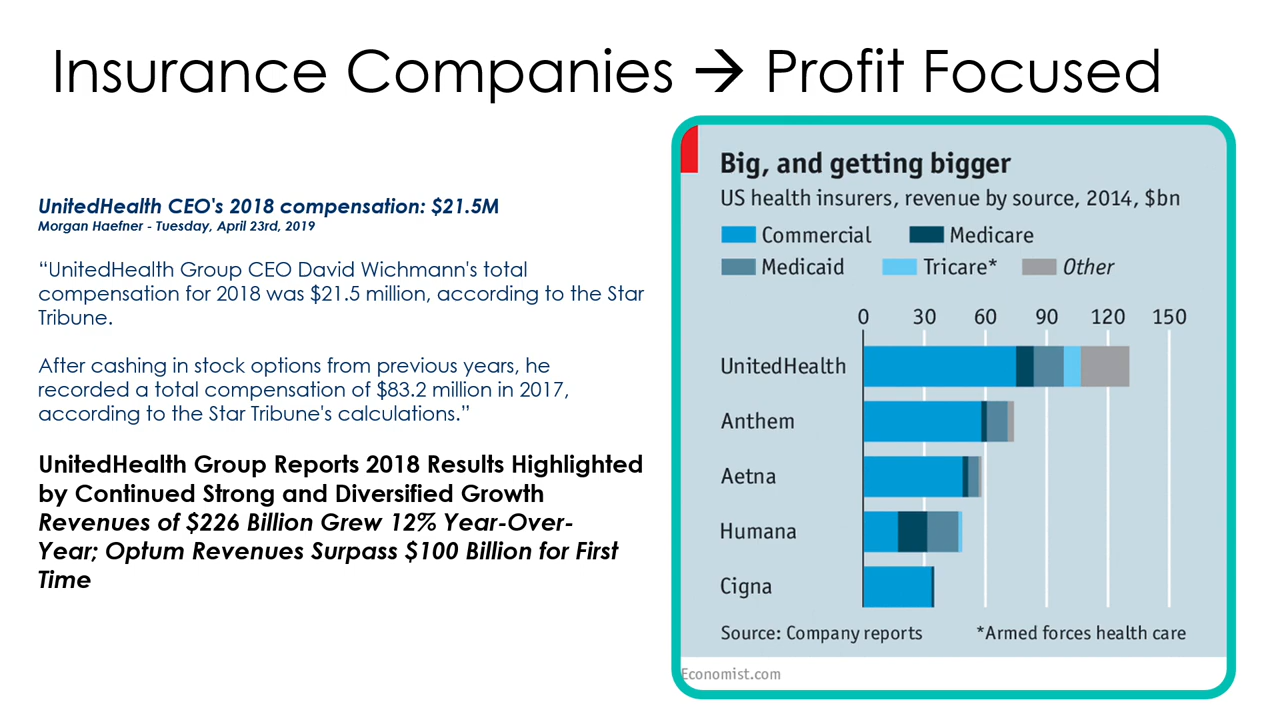 Insurance Companies → Profit Focused
UnitedHealth CEO's 2018 compensation: $21.5M
Morgan Haefner - Tuesday, April 23rd, 2019
“UnitedHealth Group CEO David Wichmann's total
compensation for 2018 was $21.5 million, according to the Star
Tribune.
After cashing in stock options from previous years, he
recorded a total compensation of $83.2 million in 2017,
according to the Star Tribune's calculations.”
UnitedHealth Group Reports 2018 Results Highlighted
by Continued Strong and Diversified Growth
Revenues of $226 Billion Grew 12% Year-Over-
Year; Optum Revenues Surpass $100 Billion for First
Time
Big, and getting bigger
US health insurers, revenue by source, 2014, $bn
Commercial Medicare
Medicaid Tricare* Other
0 30 60 90 120 150
UnitedHealth
Anthem
Aetna
Humana
Cigna
Source: Company reports *Armed forces health care
Economist.com